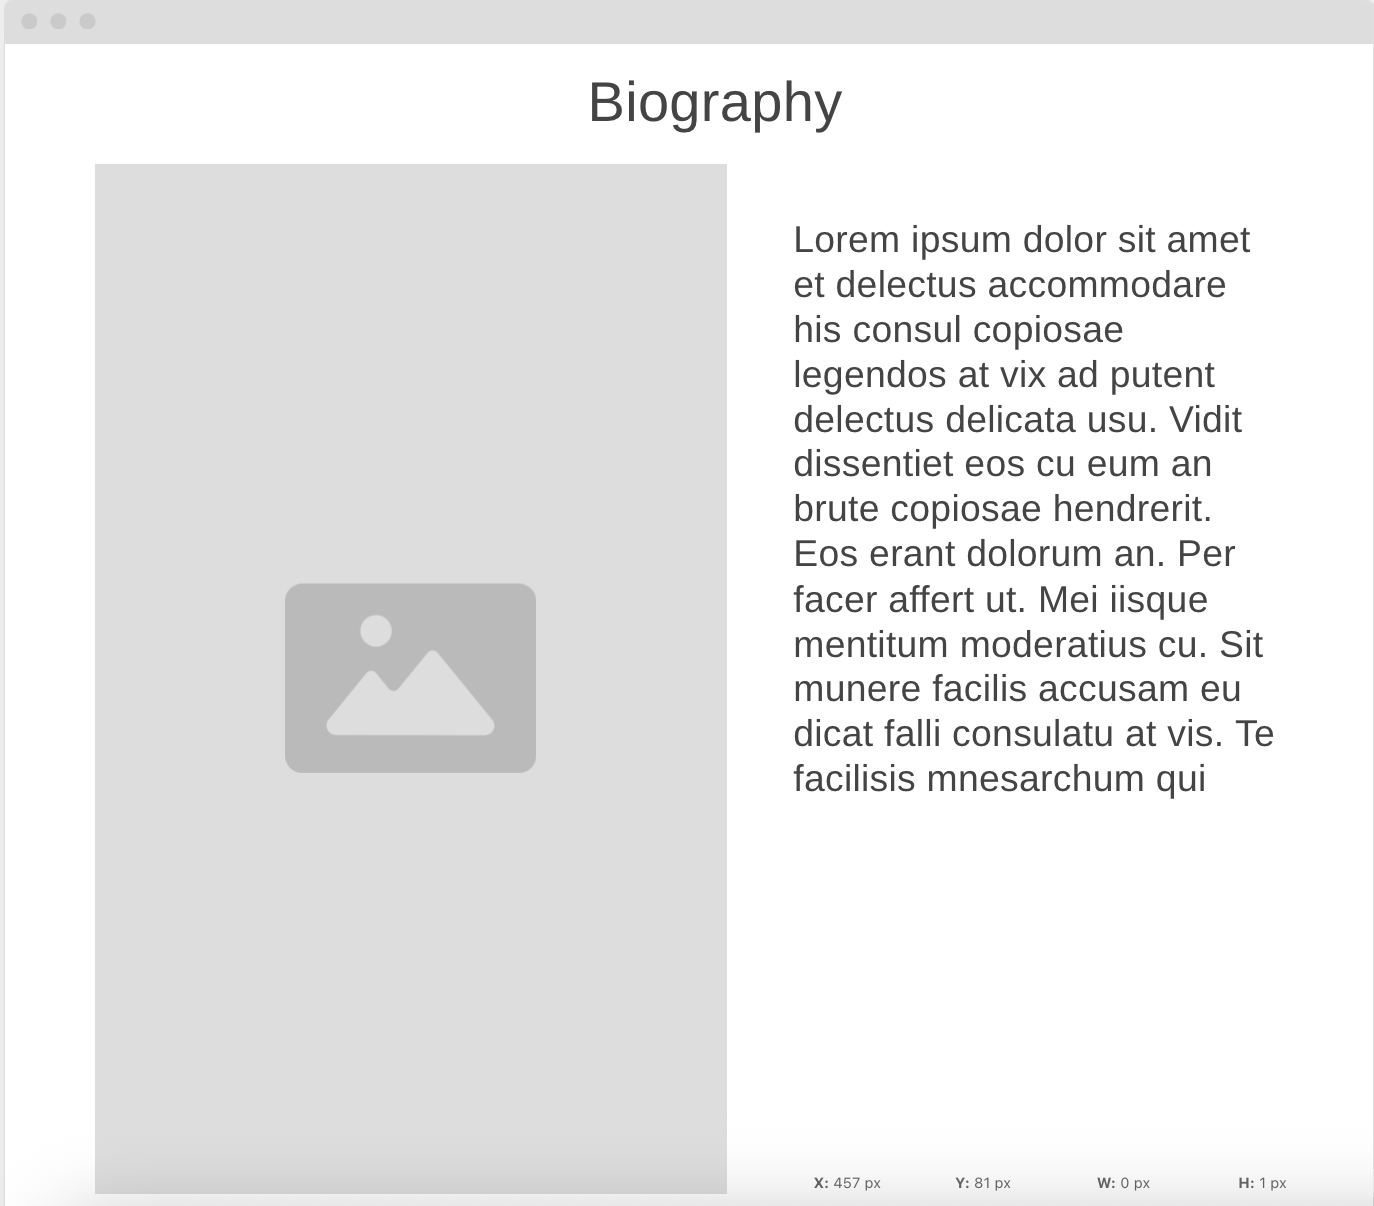 Biography
Lorem ipsum dolor sit amet
et delectus accommodare
his consul copiosae
legendos at vix ad putent
delectus delicata usu. Vidit
dissentiet eos cu eum an
brute copiosae hendrerit.
Eos erant dolorum an. Per
facer affert ut. Mei iisque
mentitum moderatius cu. Sit
munere facilis accusam eu
dicat falli consulatu at vis. Te
facilisis mnesarchum qui
X: 457 px Y: 81 px W: 0 px H: 1 px